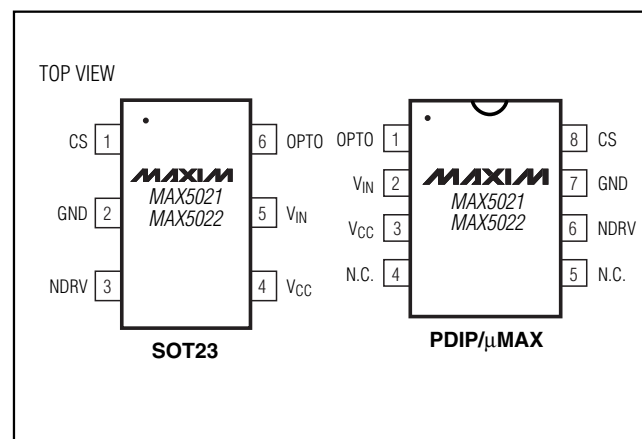 TOP VIEW
CS 1
6 OPTO
GND 2
5 VIN
NDRV 3
4 VCC
MAXIM
MAX5021
MAX5022
SOT23
OPTO 1
8 CS
VIN 2
7 GND
VCC 3
6 NDRV
N.C. 4
5 N.C.
MAXIM
MAX5021
MAX5022
PDIP/μMAX